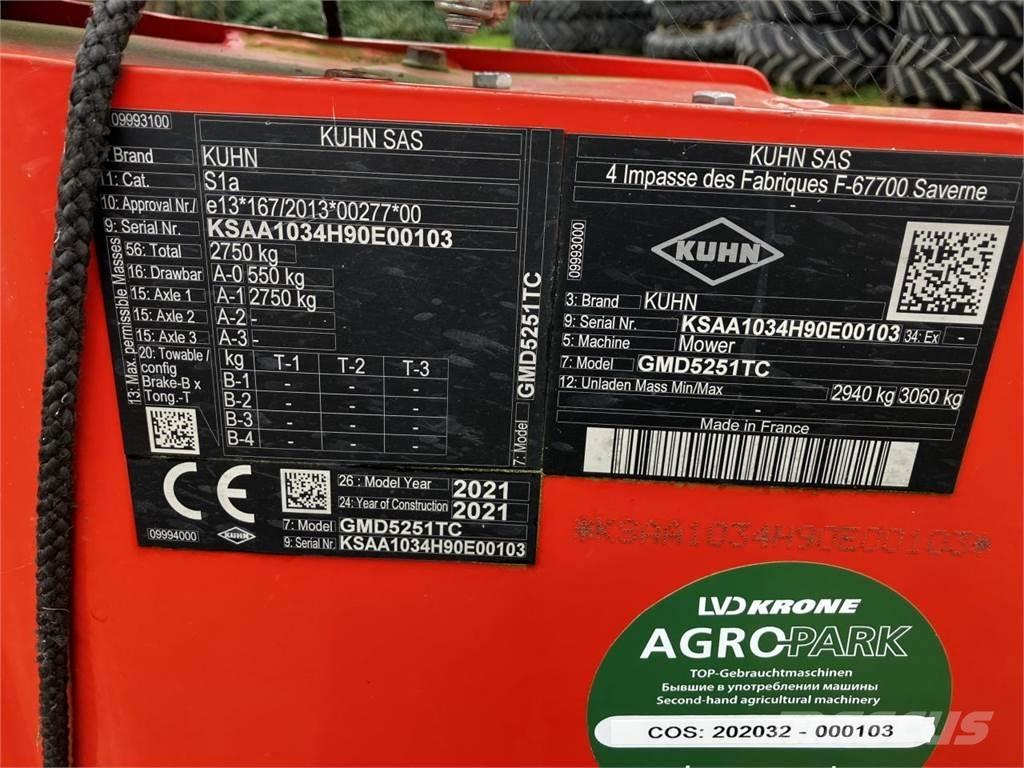 09993100
KUHN SAS
Brand KUHN
11: Cat. S1a
10: Approval Nr./ e13*167/2013*00277*00
9: Serial Nr. KSAA1034H90E00103
13: Max. permissible Masses
56: Total 2750 kg
16: Drawbar A-0 550 kg
15: Axle 1 A-1 2750 kg
15: Axle 2 A-2 -
15: Axle 3 A-3 -
20: Towable / config
Brake-B x
Tong.-T
kg T-1 T-2 T-3
B-1 - - -
B-2 - - -
B-3 - - -
B-4 - - -
7: Model GMD5251TC
CE
09994000
KUHN
26 : Model Year 2021
24: Year of Construction 2021
7: Model GMD5251TC
9: Serial Nr. KSAA1034H90E00103
KUHN SAS
4 Impasse des Fabriques F-67700 Saverne
-
09993000
KUHN
3: Brand KUHN
9: Serial Nr. KSAA1034H90E00103 34: Ex -
5: Machine Mower
7: Model GMD5251TC
12: Unladen Mass Min/Max 2940 kg 3060 kg
-
Made in France
*KSAA1034H90E00103*
LVD KRONE
AGROPARK
TOP-Gebrauchtmaschinen
Бывшие в употреблении машины
Second-hand agricultural machinery
COS: 202032 - 000103